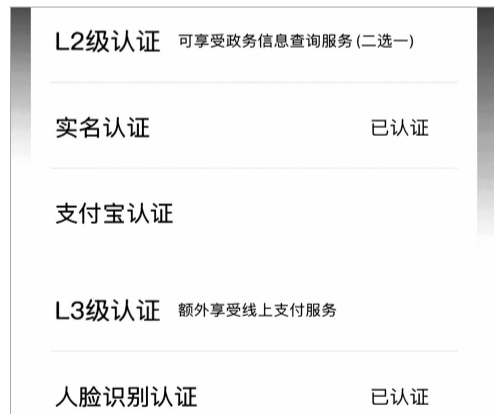 L2级认证 可享受政务信息查询服务(二选一)
实名认证 已认证
支付宝认证
L3级认证 额外享受线上支付服务
人脸识别认证 已认证